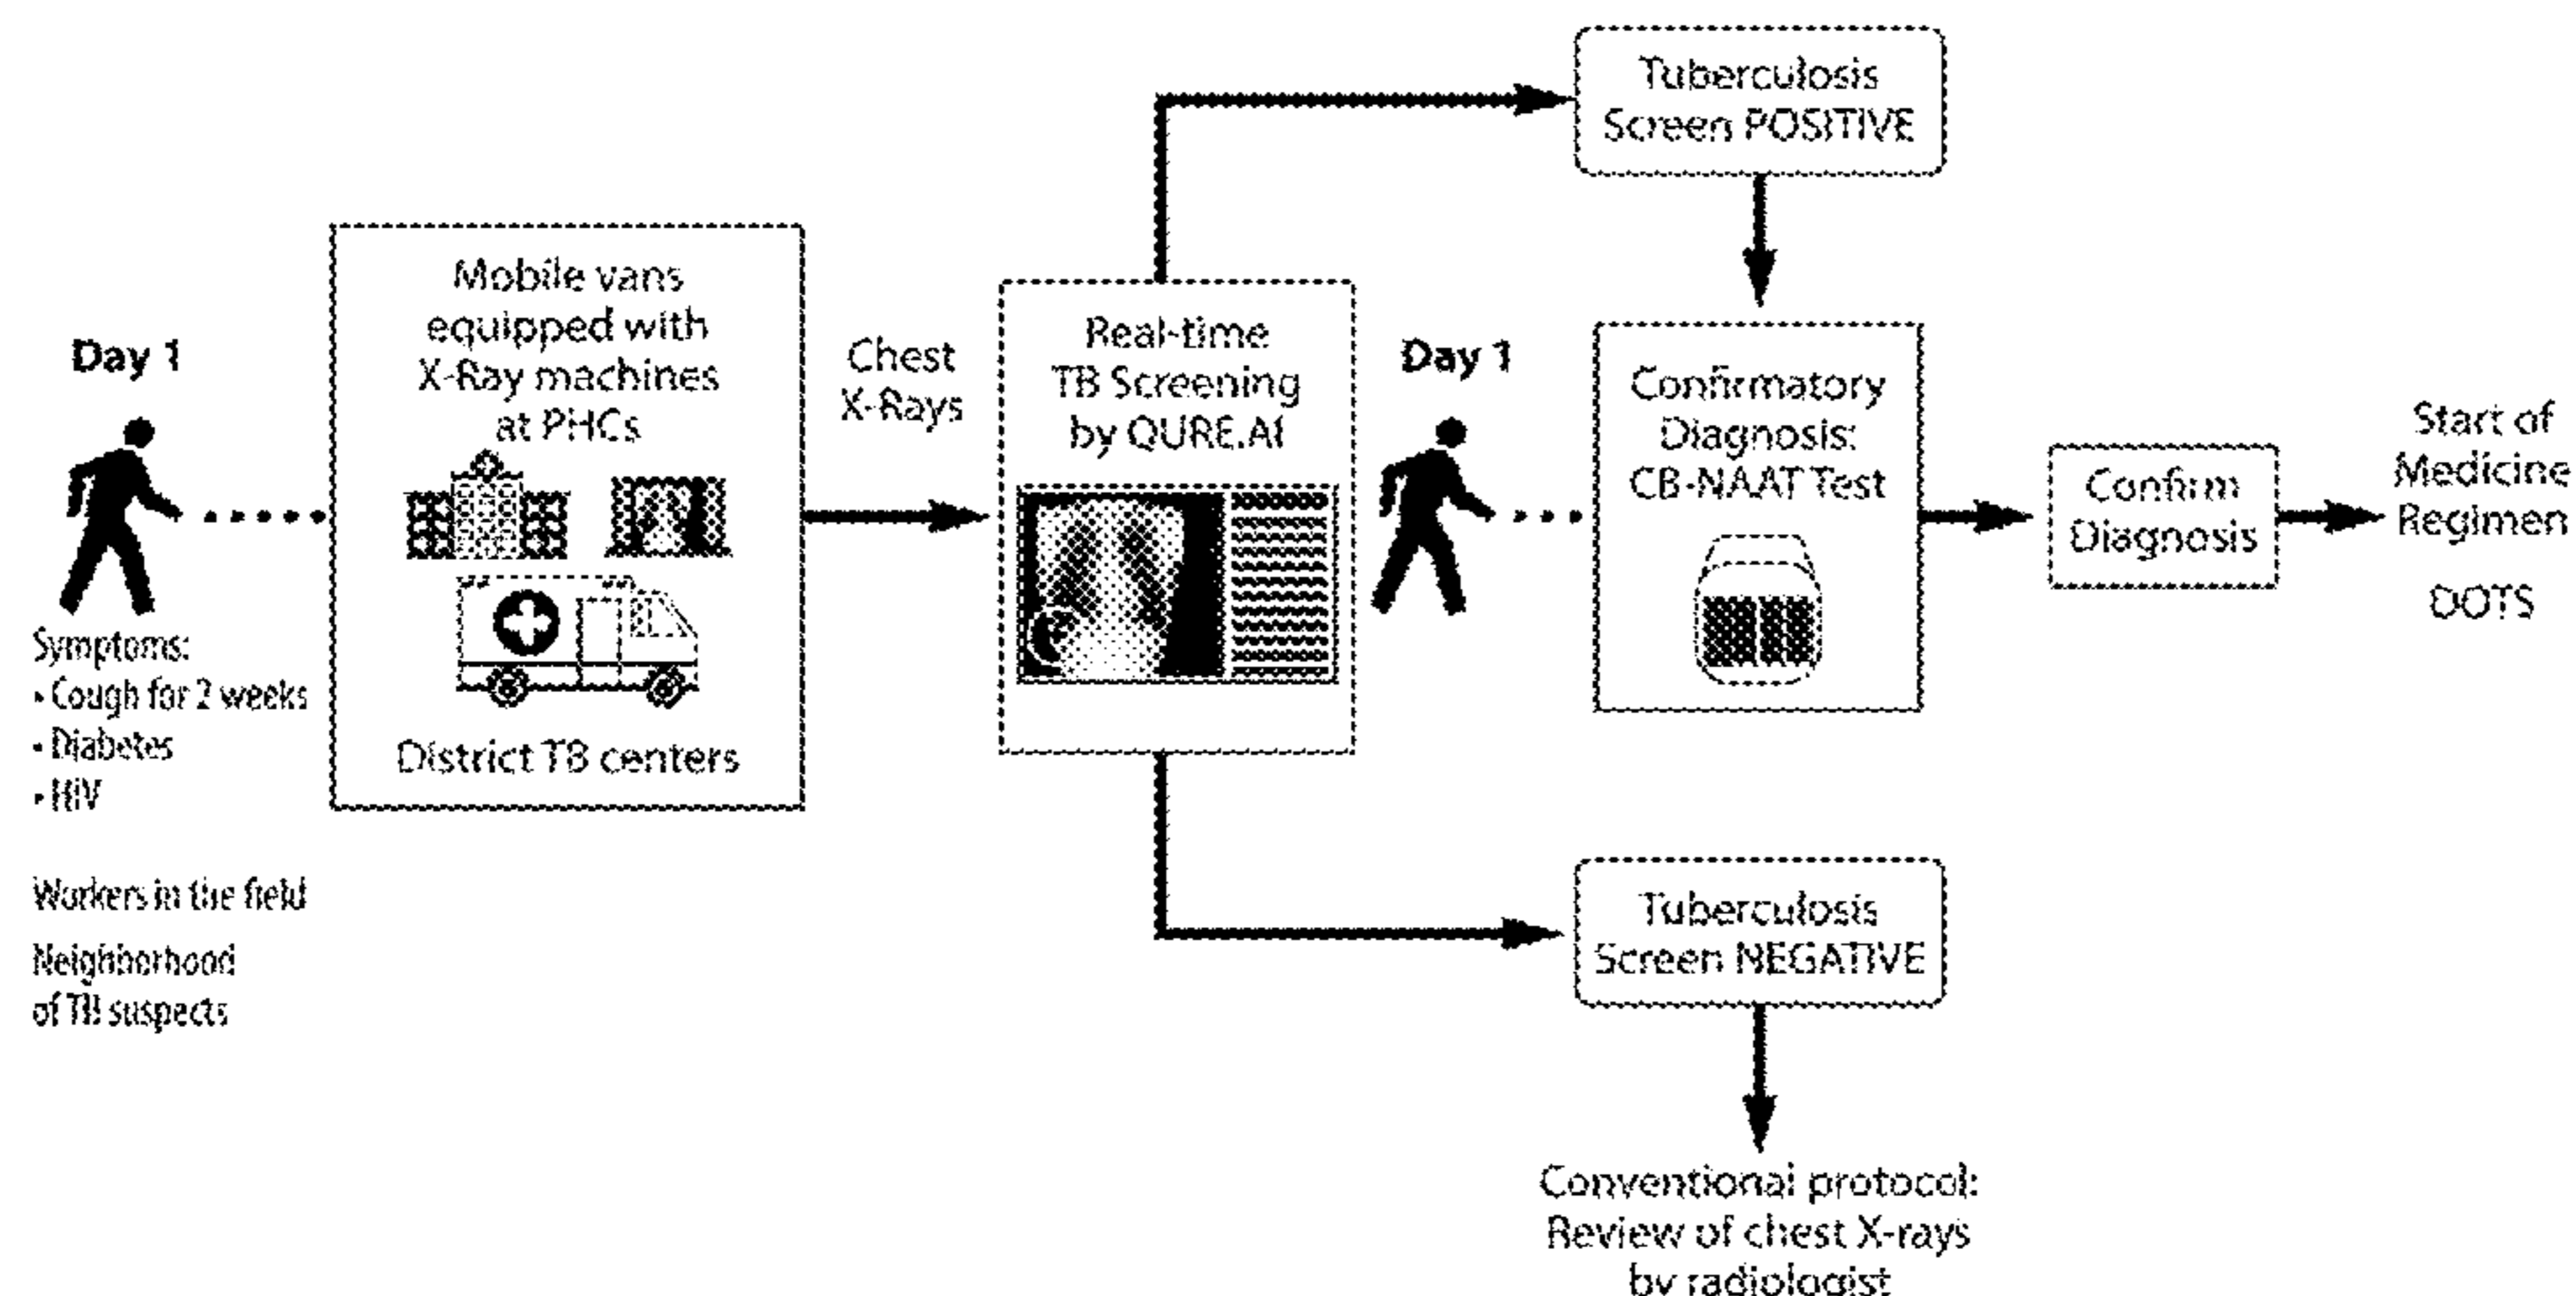 Day 1
Symptoms:
• Cough for 2 weeks
• Diabetes
• HIV
Workers in the field
Neighborhood
of TB suspects
Mobile vans
equipped with
X-Ray machines
at PHCs
District TB centers
Chest
X-Rays
Real-time
TB Screening
by QURE.AI
Tuberculosis
Screen POSITIVE
Day 1
Confirmatory
Diagnosis:
CB-NAAT Test
Confirm
Diagnosis
Start of
Medicine
Regimen
DOTS
Tuberculosis
Screen NEGATIVE
Conventional protocol:
Review of chest X-rays
by radiologist